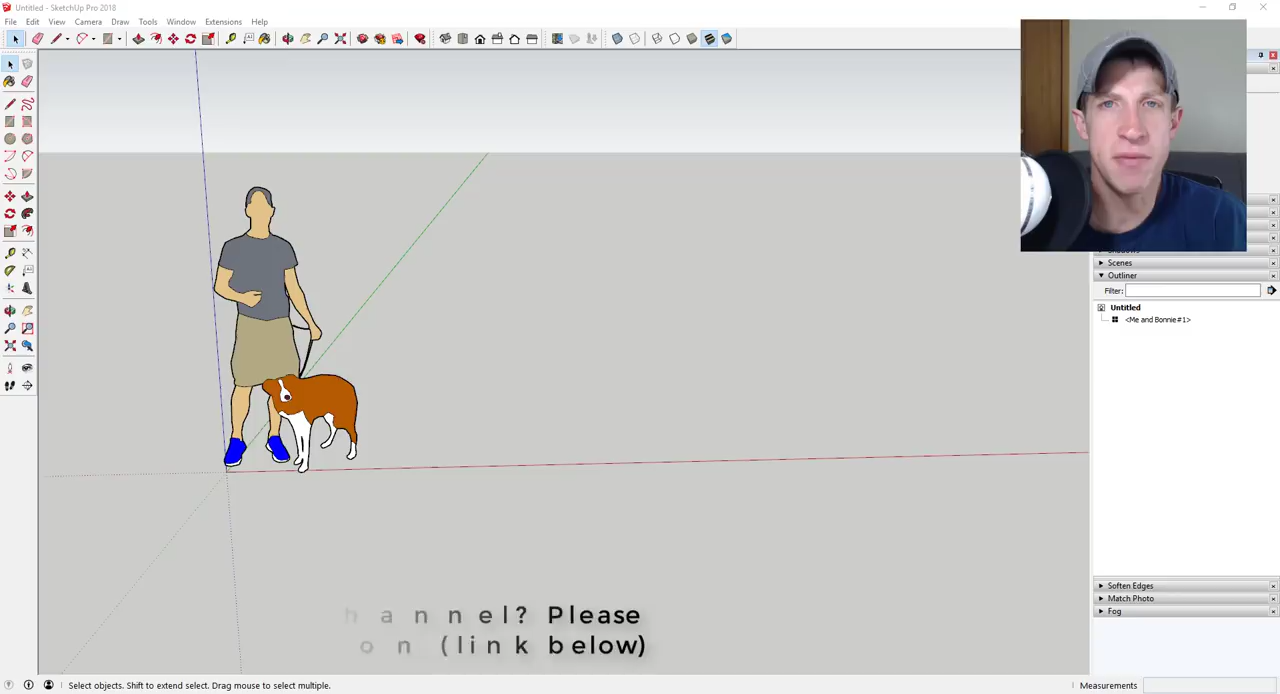 Untitled - SketchUp Pro 2018
File Edit View Camera Draw Tools Window Extensions Help
Scenes
Outliner
Filter:
Untitled
<Me and Bonnie#1>
hannel? Please
on (link below)
Soften Edges
Match Photo
Fog
Select objects. Shift to extend select. Drag mouse to select multiple.
Measurements